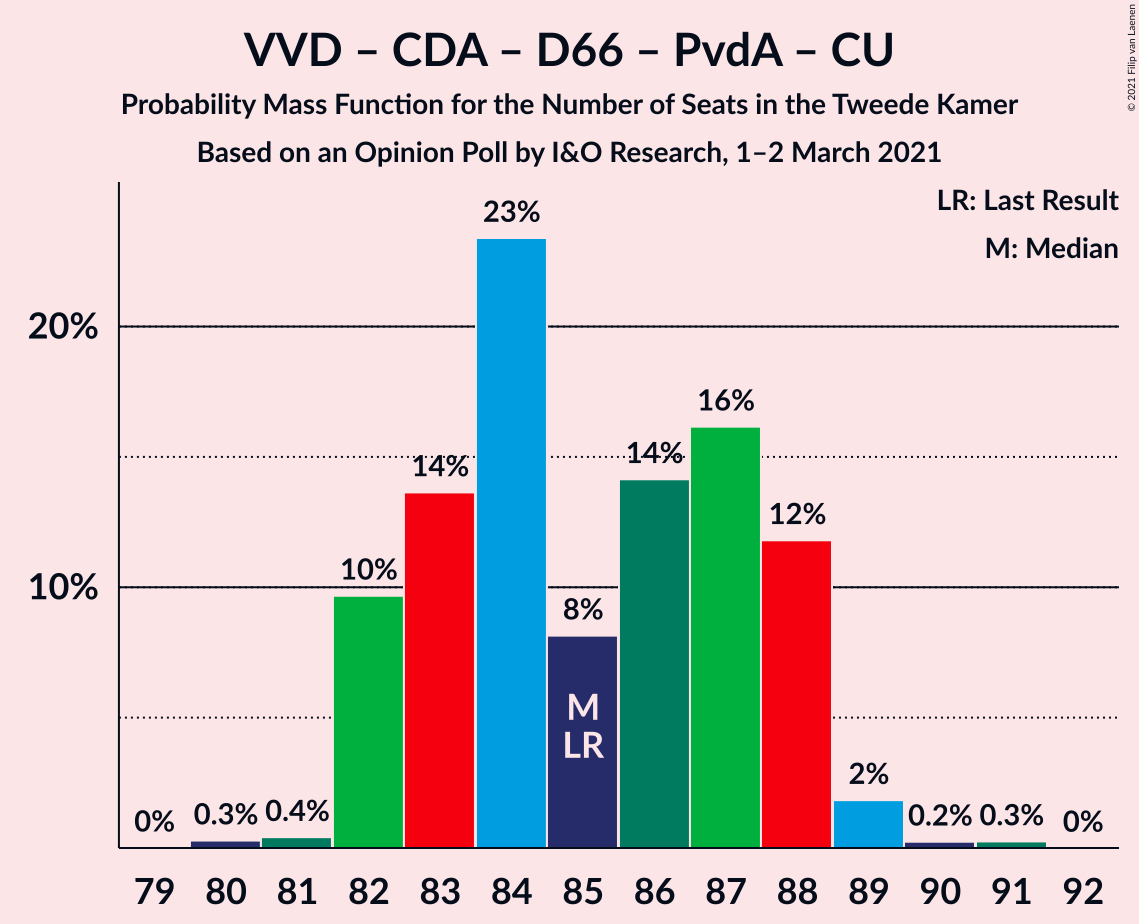 VVD – CDA – D66 – PvdA – CU
Probability Mass Function for the Number of Seats in the Tweede Kamer
Based on an Opinion Poll by I&O Research, 1–2 March 2021
© 2021 Filip van Laenen
LR: Last Result
M: Median
20%
10%
0%
0.3%
0.4%
10%
14%
23%
8%
14%
16%
12%
2%
0.2%
0.3%
0%
M
LR
79 80 81 82 83 84 85 86 87 88 89 90 91 92